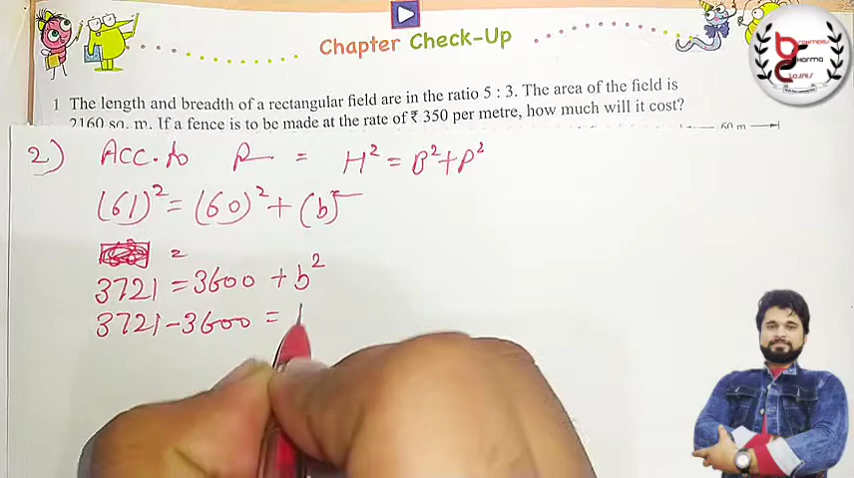 Chapter Check-Up
1 The length and breadth of a rectangular field are in the ratio 5 : 3. The area of the field is
2160 sq. m. If a fence is to be made at the rate of ₹ 350 per metre, how much will it cost?
60 m
2) Acc. to = H² = B² + P²
(61)² = (60)² + (b)²
=
3721 = 3600 + b²
3721 - 3600 =